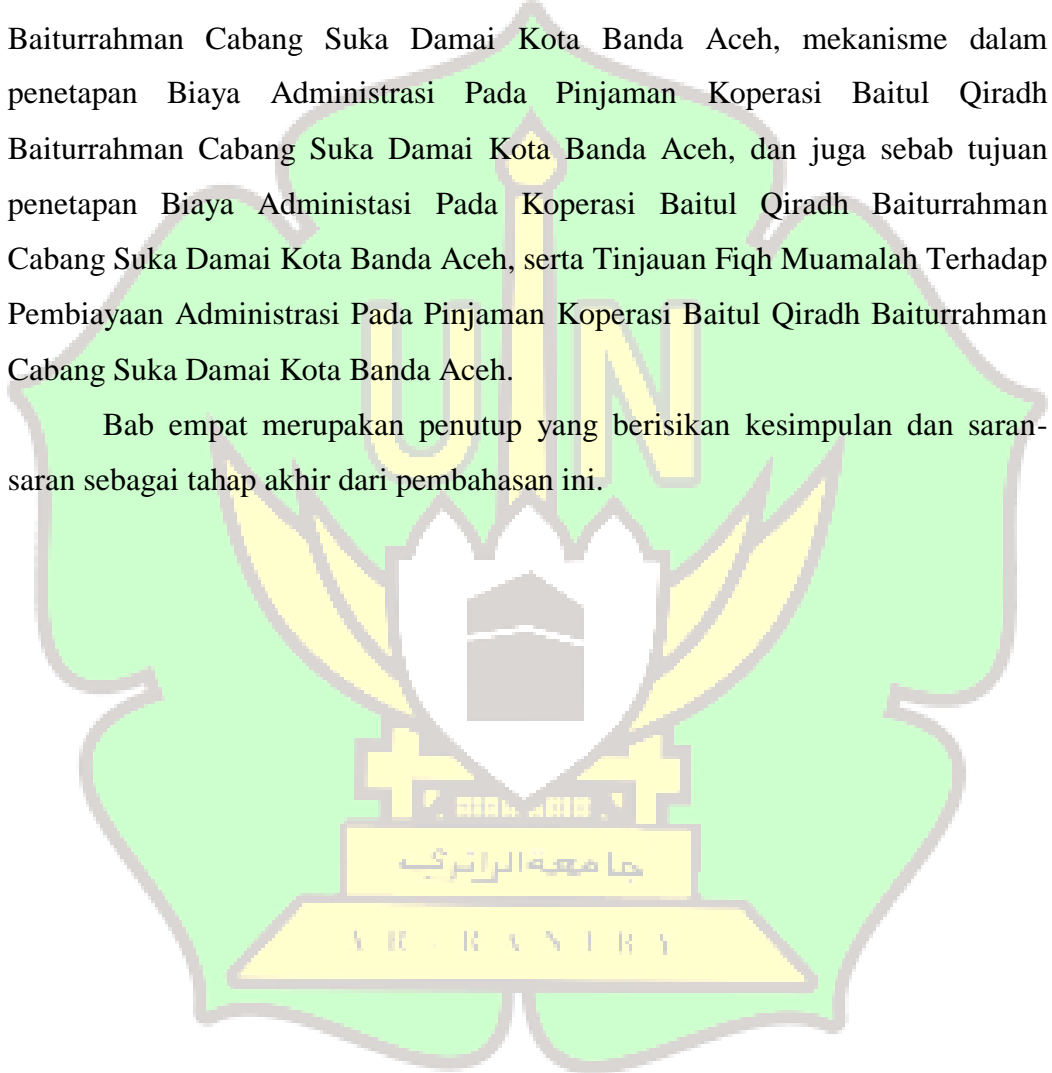 Baiturrahman Cabang Suka Damai Kota Banda Aceh, mekanisme dalam
penetapan Biaya Administrasi Pada Pinjaman Koperasi Baitul Qiradh
Baiturrahman Cabang Suka Damai Kota Banda Aceh, dan juga sebab tujuan
penetapan Biaya Administasi Pada Koperasi Baitul Qiradh Baiturrahman
Cabang Suka Damai Kota Banda Aceh, serta Tinjauan Fiqh Muamalah Terhadap
Pembiayaan Administrasi Pada Pinjaman Koperasi Baitul Qiradh Baiturrahman
Cabang Suka Damai Kota Banda Aceh.
Bab empat merupakan penutup yang berisikan kesimpulan dan saran-
saran sebagai tahap akhir dari pembahasan ini.
UIN
جامعة الرانري
AR-RANIRY